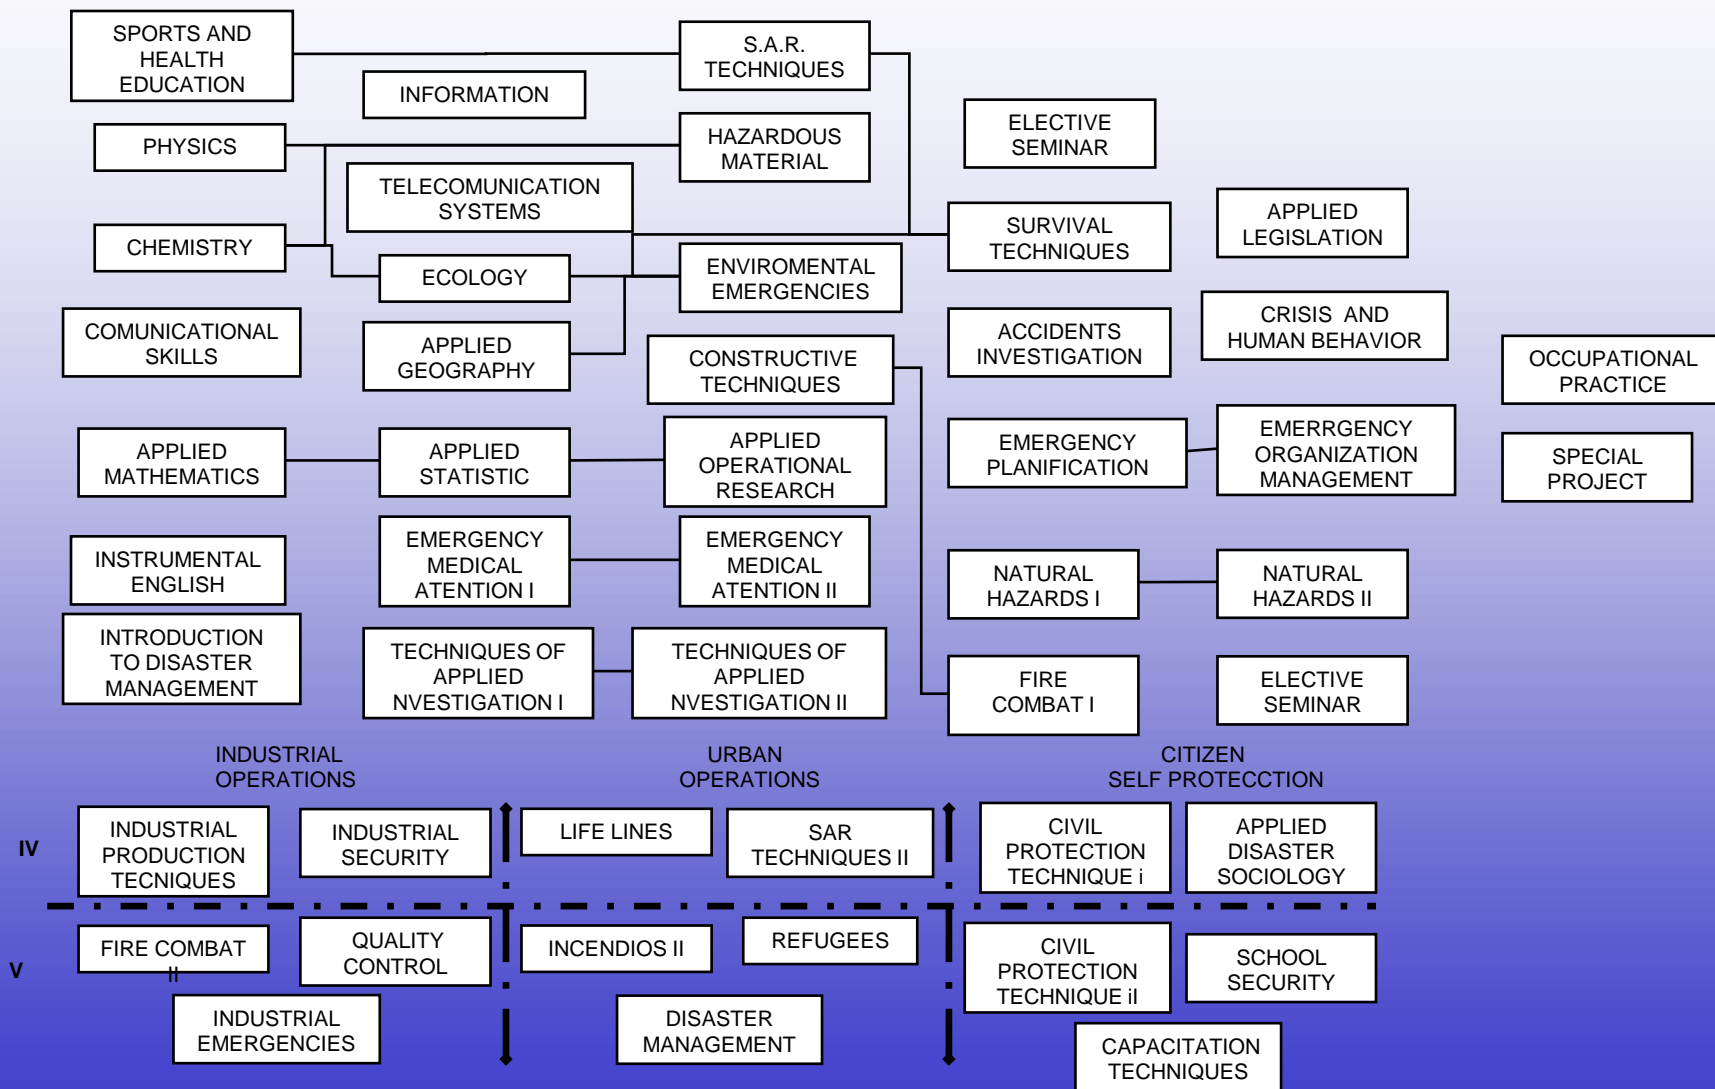 SPORTS AND
HEALTH
EDUCATION
PHYSICS
CHEMISTRY
COMUNICATIONAL
SKILLS
APPLIED
MATHEMATICS
INSTRUMENTAL
ENGLISH
INTRODUCTION
TO DISASTER
MANAGEMENT
INFORMATION
TELECOMUNICATION
SYSTEMS
ECOLOGY
APPLIED
GEOGRAPHY
APPLIED
STATISTIC
EMERGENCY
MEDICAL
ATENTION I
TECHNIQUES OF
APPLIED
NVESTIGATION I
S.A.R.
TECHNIQUES
HAZARDOUS
MATERIAL
ENVIROMENTAL
EMERGENCIES
CONSTRUCTIVE
TECHNIQUES
APPLIED
OPERATIONAL
RESEARCH
EMERGENCY
MEDICAL
ATENTION II
TECHNIQUES OF
APPLIED
NVESTIGATION II
ELECTIVE
SEMINAR
SURVIVAL
TECHNIQUES
ACCIDENTS
INVESTIGATION
EMERGENCY
PLANIFICATION
NATURAL
HAZARDS I
FIRE
COMBAT I
APPLIED
LEGISLATION
CRISIS AND
HUMAN BEHAVIOR
EMERRGENCY
ORGANIZATION
MANAGEMENT
NATURAL
HAZARDS II
ELECTIVE
SEMINAR
OCCUPATIONAL
PRACTICE
SPECIAL
PROJECT
INDUSTRIAL
OPERATIONS
URBAN
OPERATIONS
CITIZEN
SELF PROTECCTION
IV
INDUSTRIAL
PRODUCTION
TECNIQUES
INDUSTRIAL
SECURITY
LIFE LINES
SAR
TECHNIQUES II
CIVIL
PROTECTION
TECHNIQUE i
APPLIED
DISASTER
SOCIOLOGY
V
FIRE COMBAT
II
QUALITY
CONTROL
INDUSTRIAL
EMERGENCIES
INCENDIOS II
REFUGEES
DISASTER
MANAGEMENT
CIVIL
PROTECTION
TECHNIQUE iI
SCHOOL
SECURITY
CAPACITATION
TECHNIQUES